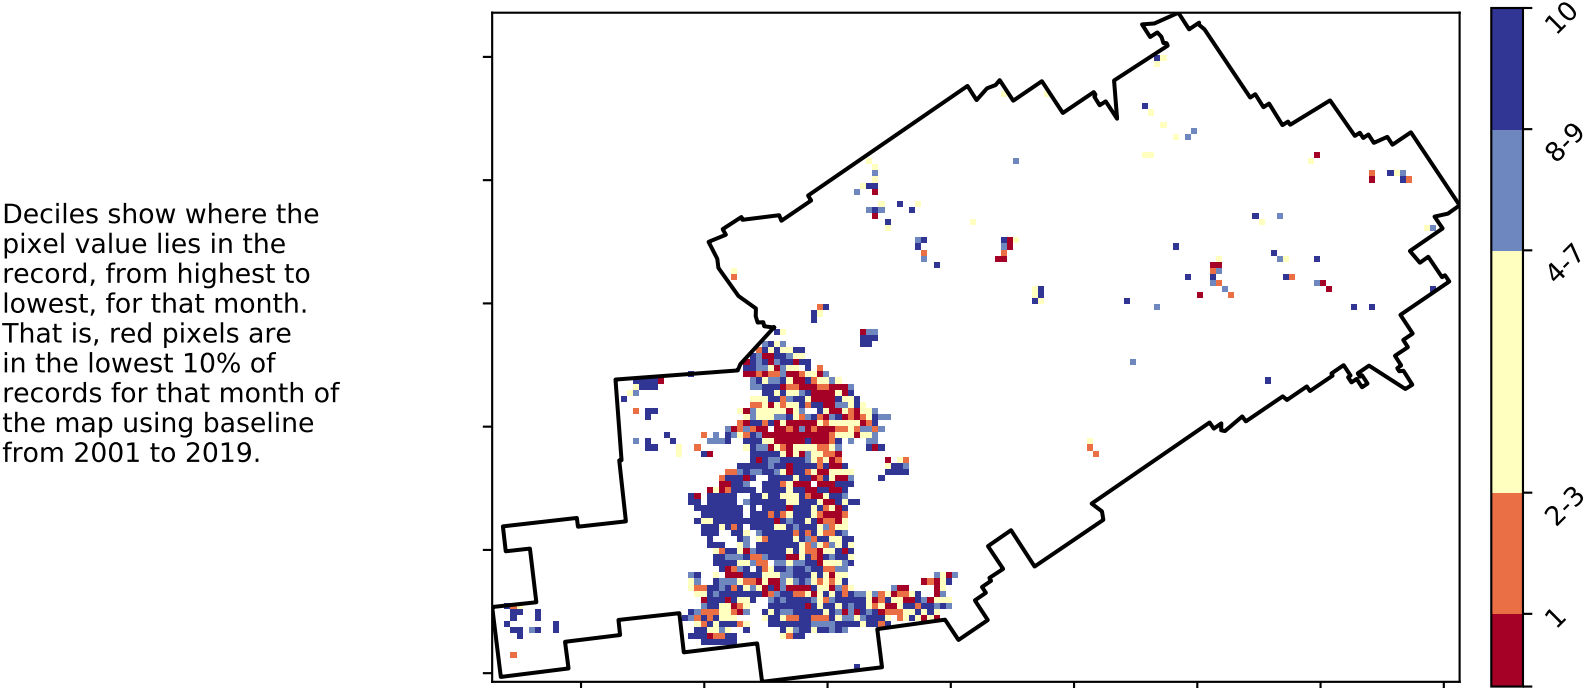 Deciles show where the
pixel value lies in the
record, from highest to
lowest, for that month.
That is, red pixels are
in the lowest 10% of
records for that month of
the map using baseline
from 2001 to 2019.
10
8-9
4-7
2-3
1